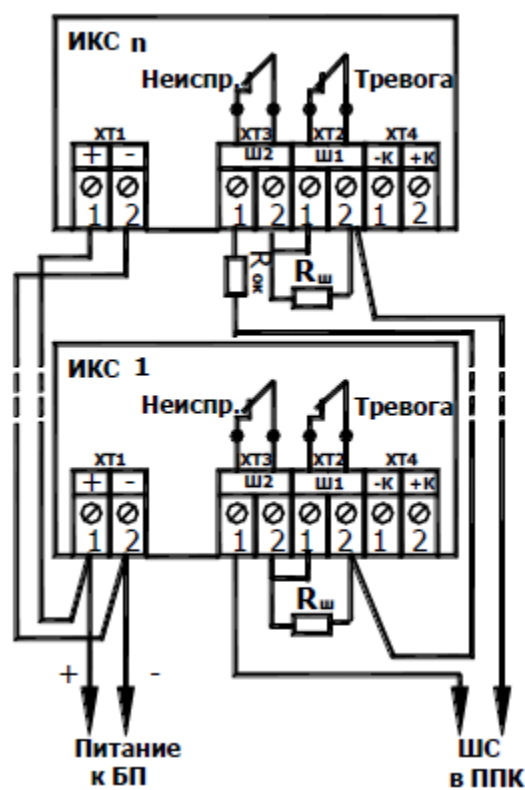 ИКС n
Неиспр. Тревога
ХТ1 ХТ3 ХТ2 ХТ4
+ - Ш2 Ш1 -К +К
1 2 1 2 1 2 1 2
Rок Rш
ИКС 1
Неиспр. Тревога
ХТ1 ХТ3 ХТ2 ХТ4
+ - Ш2 Ш1 -К +К
1 2 1 2 1 2 1 2
Rш
+ -
Питание ШС
к БП в ППК